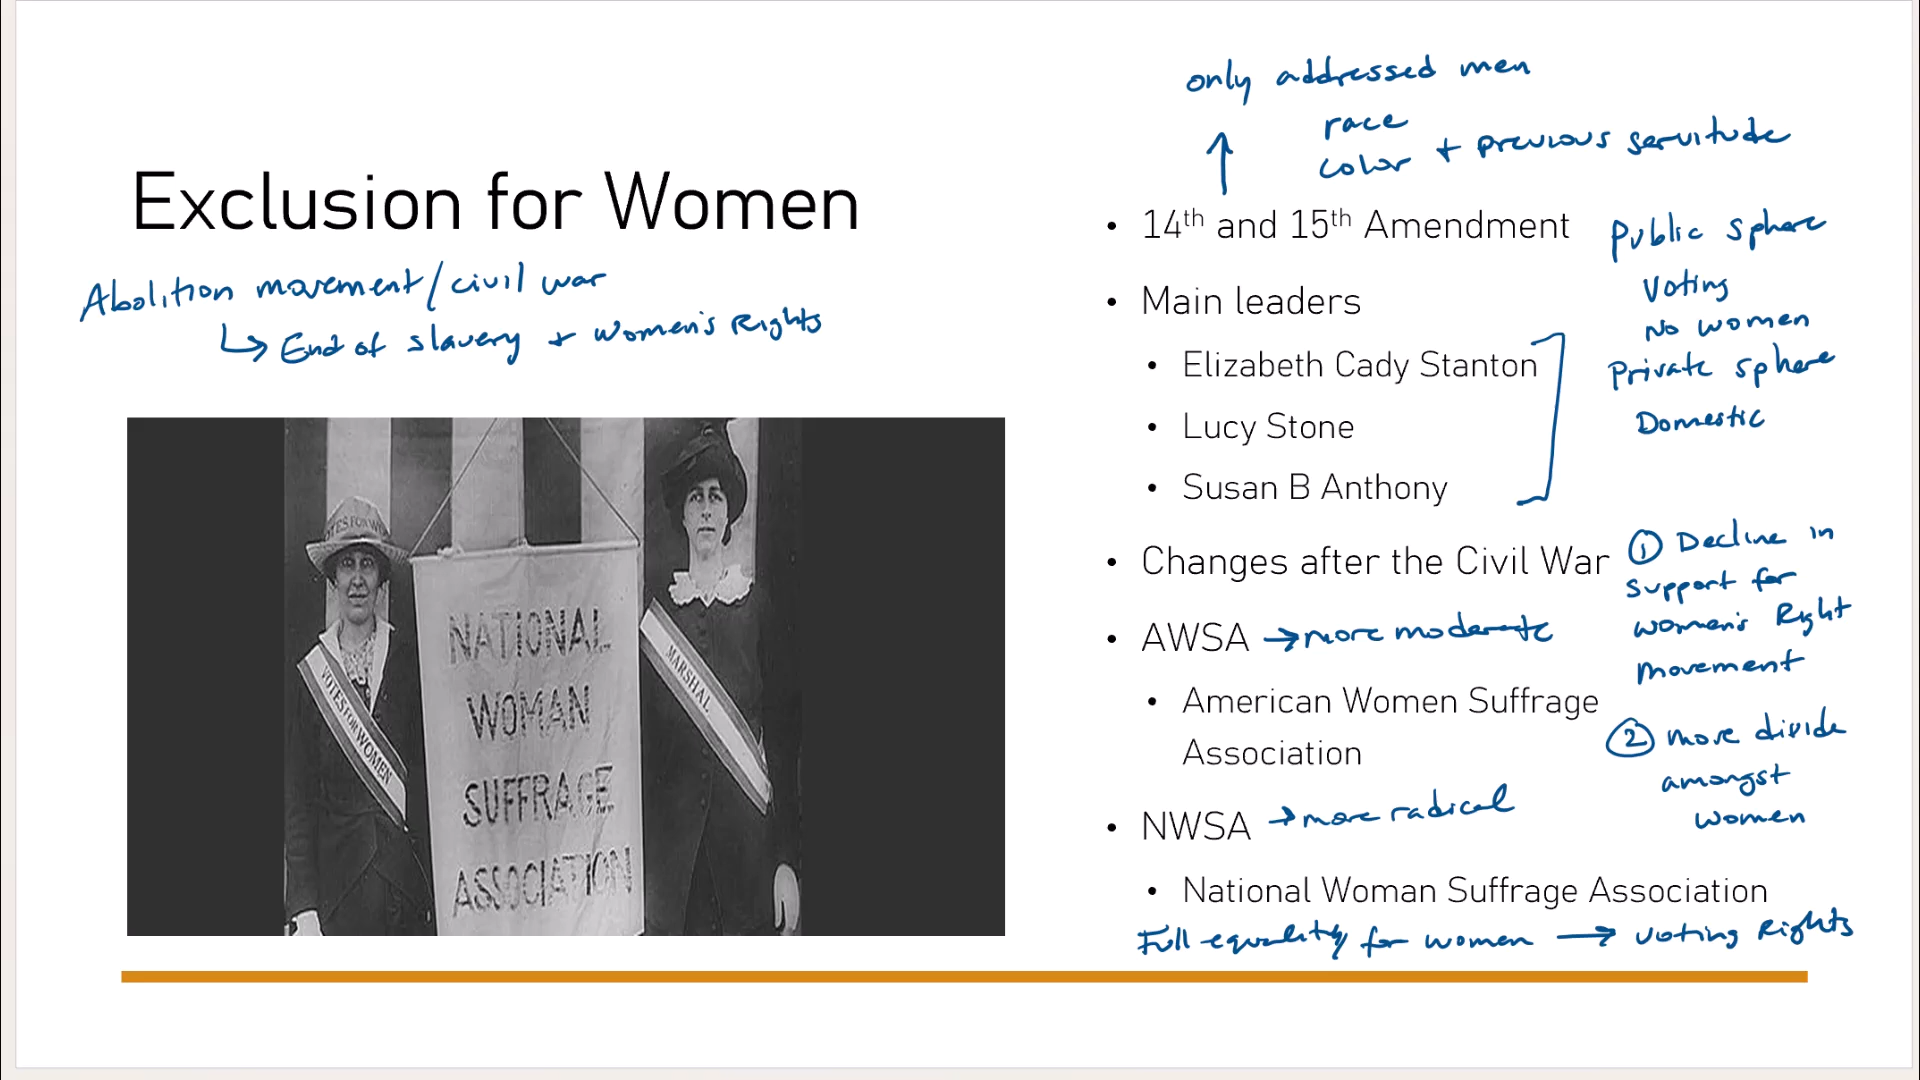 only addressed men
race
color + previous servitude
Exclusion for Women
Abolition movement/civil war
End of slavery + women's Rights
• 14th and 15th Amendment
• Main leaders
• Elizabeth Cady Stanton
• Lucy Stone
• Susan B Anthony
• Changes after the Civil War
• AWSA → more moderate
• American Women Suffrage
Association
• NWSA → more radical
• National Woman Suffrage Association
Full equality for women → voting Rights
Public sphere
Voting
No women
Private sphere
Domestic
① Decline in
support for
women's Right
movement
② more divide
amongst
women
VOTES FOR WOMEN
NATIONAL
WOMAN
SUFFRAGE
ASSOCIATION
MARSHAL